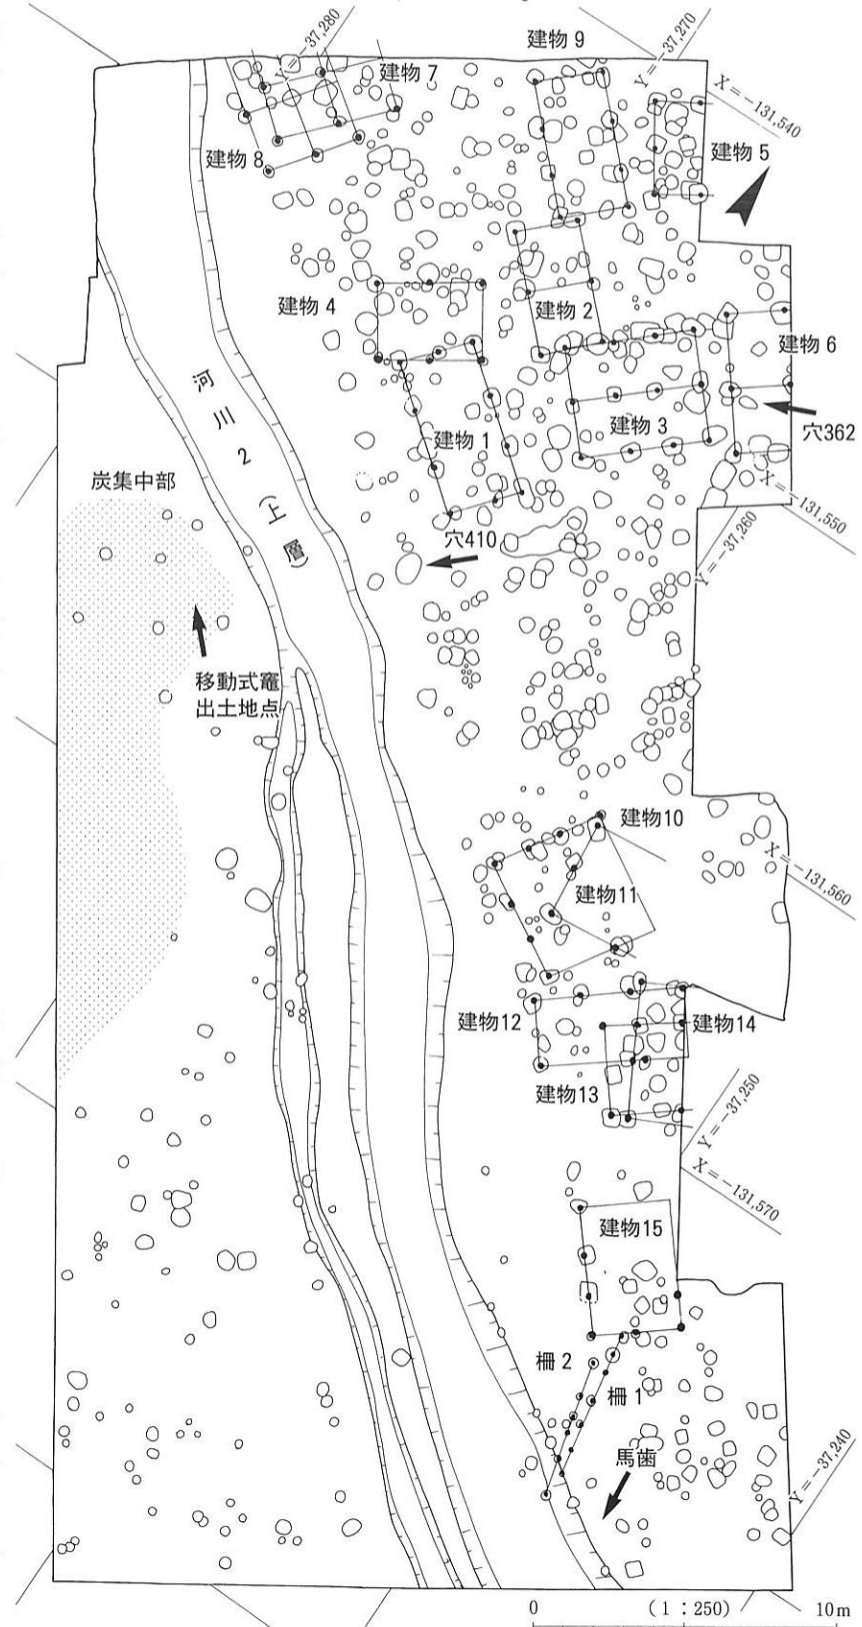 建物 9
Y=-37,280
Y=-37,270
建物 7
X=-131,540
建物 8
建物 5
建物 4
建物 2
建物 6
河川 2 (上層)
建物 1
建物 3
穴362
炭集中部
X=-131,550
穴410
Y=-37,260
移動式竈
出土地点
建物10
X=-131,560
建物11
建物12
建物14
建物13
Y=-37,250
X=-131,570
建物15
柵 2
柵 1
馬歯
Y=-37,240
0 (1:250) 10m